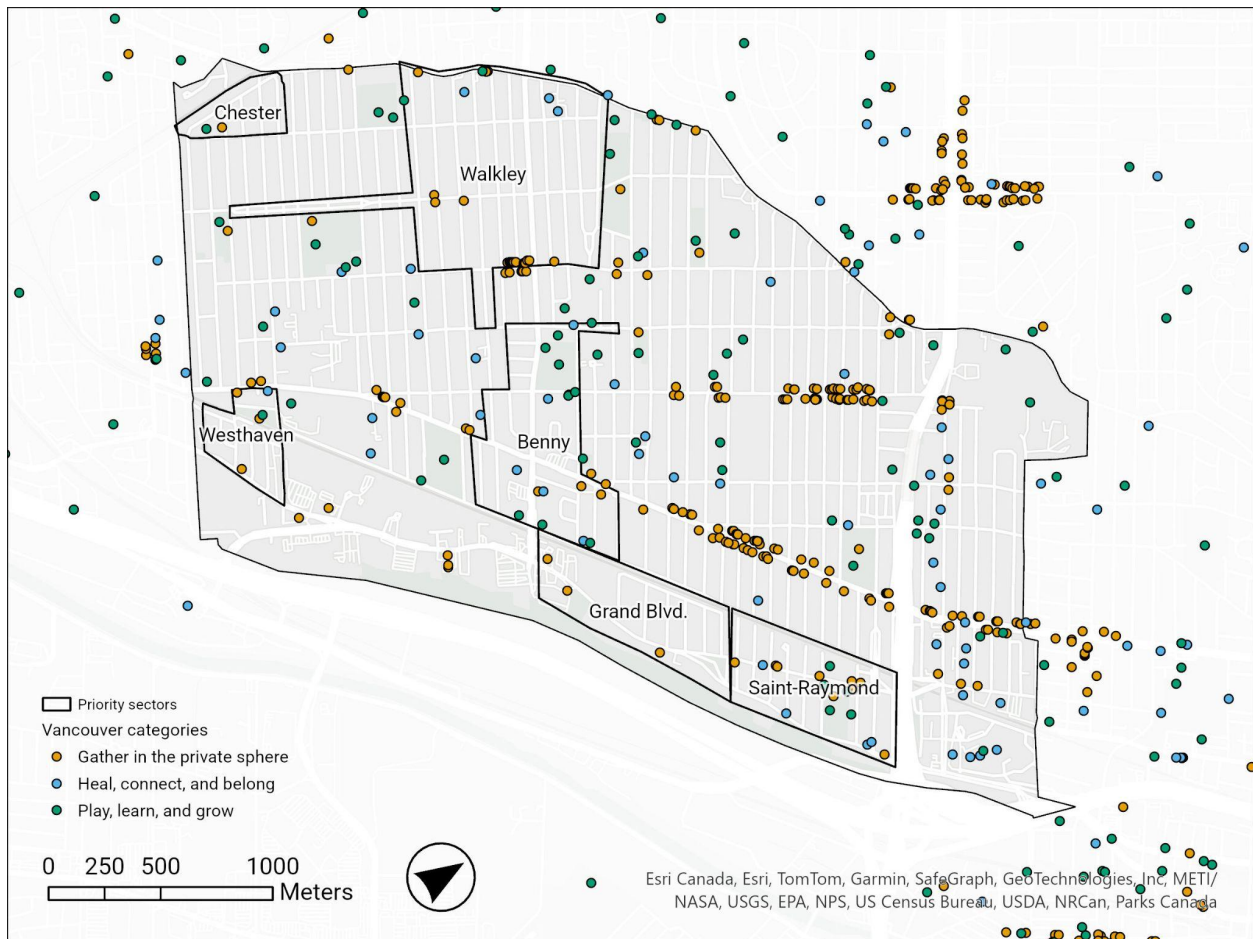 Chester
Walkley
Westhaven
Benny
Grand Blvd.
Saint-Raymond
Priority sectors
Vancouver categories
Gather in the private sphere
Heal, connect, and belong
Play, learn, and grow
0 250 500 1000
Meters
Esri Canada, Esri, TomTom, Garmin, SafeGraph, GeoTechnologies, Inc, METI/
NASA, USGS, EPA, NPS, US Census Bureau, USDA, NRCan, Parks Canada